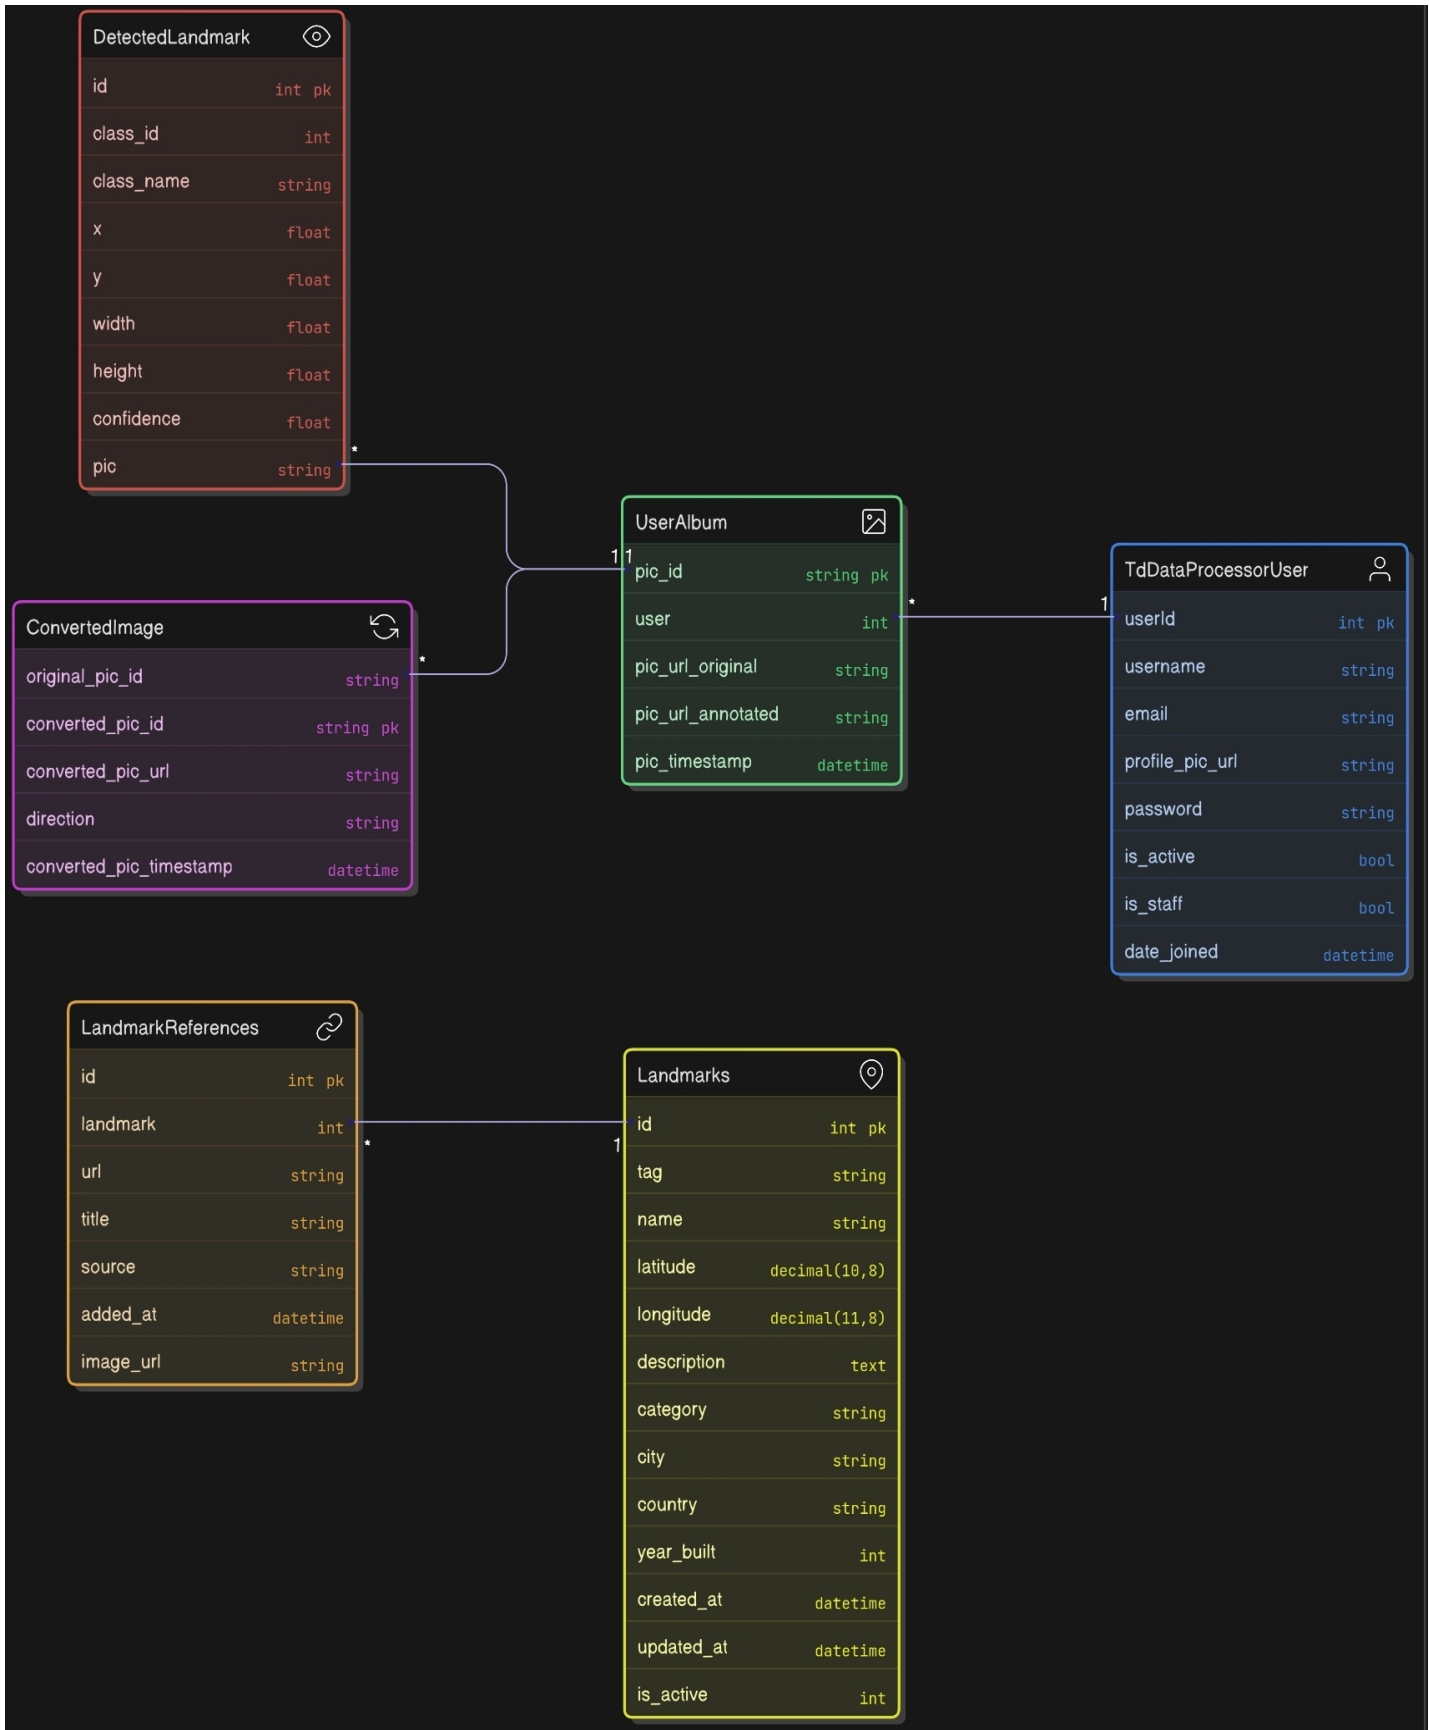 DetectedLandmark
id int pk
class_id int
class_name string
x float
y float
width float
height float
confidence float
pic string
*
UserAlbum
1 1
pic_id string pk
user int
pic_url_original string
pic_url_annotated string
pic_timestamp datetime
*
1
TdDataProcessorUser
userId int pk
username string
email string
profile_pic_url string
password string
is_active bool
is_staff bool
date_joined datetime
ConvertedImage
*
original_pic_id string
converted_pic_id string pk
converted_pic_url string
direction string
converted_pic_timestamp datetime
LandmarkReferences
id int pk
landmark int
url string
title string
source string
added_at datetime
image_url string
*
1
Landmarks
id int pk
tag string
name string
latitude decimal(10,8)
longitude decimal(11,8)
description text
category string
city string
country string
year_built int
created_at datetime
updated_at datetime
is_active int